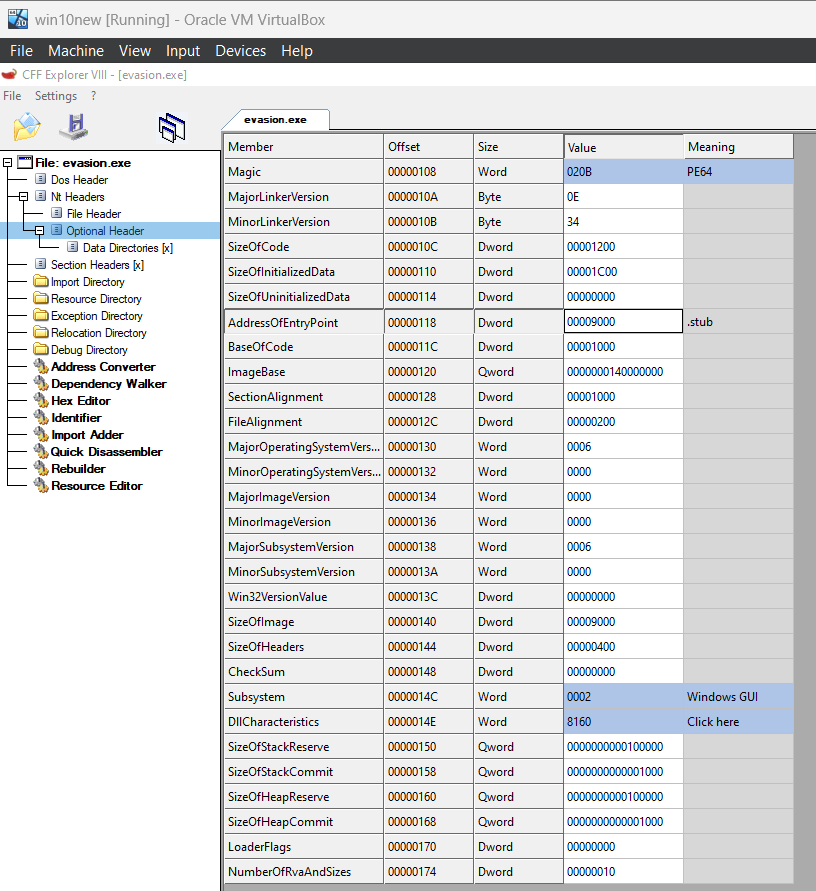 win10new [Running] - Oracle VM VirtualBox
File Machine View Input Devices Help
CFF Explorer VIII - [evasion.exe]
File Settings ?
evasion.exe
File: evasion.exe
Dos Header
Nt Headers
File Header
Optional Header
Data Directories [x]
Section Headers [x]
Import Directory
Resource Directory
Exception Directory
Relocation Directory
Debug Directory
Address Converter
Dependency Walker
Hex Editor
Identifier
Import Adder
Quick Disassembler
Rebuilder
Resource Editor
Member Offset Size Value Meaning
Magic 00000108 Word 020B PE64
MajorLinkerVersion 0000010A Byte 0E
MinorLinkerVersion 0000010B Byte 34
SizeOfCode 0000010C Dword 00001200
SizeOfInitializedData 00000110 Dword 00001C00
SizeOfUninitializedData 00000114 Dword 00000000
AddressOfEntryPoint 00000118 Dword 00009000 .stub
BaseOfCode 0000011C Dword 00001000
ImageBase 00000120 Qword 0000000140000000
SectionAlignment 00000128 Dword 00001000
FileAlignment 0000012C Dword 00000200
MajorOperatingSystemVers... 00000130 Word 0006
MinorOperatingSystemVers... 00000132 Word 0000
MajorImageVersion 00000134 Word 0000
MinorImageVersion 00000136 Word 0000
MajorSubsystemVersion 00000138 Word 0006
MinorSubsystemVersion 0000013A Word 0000
Win32VersionValue 0000013C Dword 00000000
SizeOfImage 00000140 Dword 00009000
SizeOfHeaders 00000144 Dword 00000400
CheckSum 00000148 Dword 00000000
Subsystem 0000014C Word 0002 Windows GUI
DllCharacteristics 0000014E Word 8160 Click here
SizeOfStackReserve 00000150 Qword 0000000000100000
SizeOfStackCommit 00000158 Qword 0000000000001000
SizeOfHeapReserve 00000160 Qword 0000000000100000
SizeOfHeapCommit 00000168 Qword 0000000000001000
LoaderFlags 00000170 Dword 00000000
NumberOfRvaAndSizes 00000174 Dword 00000010